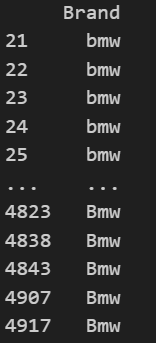 Brand
21 bmw
22 bmw
23 bmw
24 bmw
25 bmw
... ...
4823 Bmw
4838 Bmw
4843 Bmw
4907 Bmw
4917 Bmw